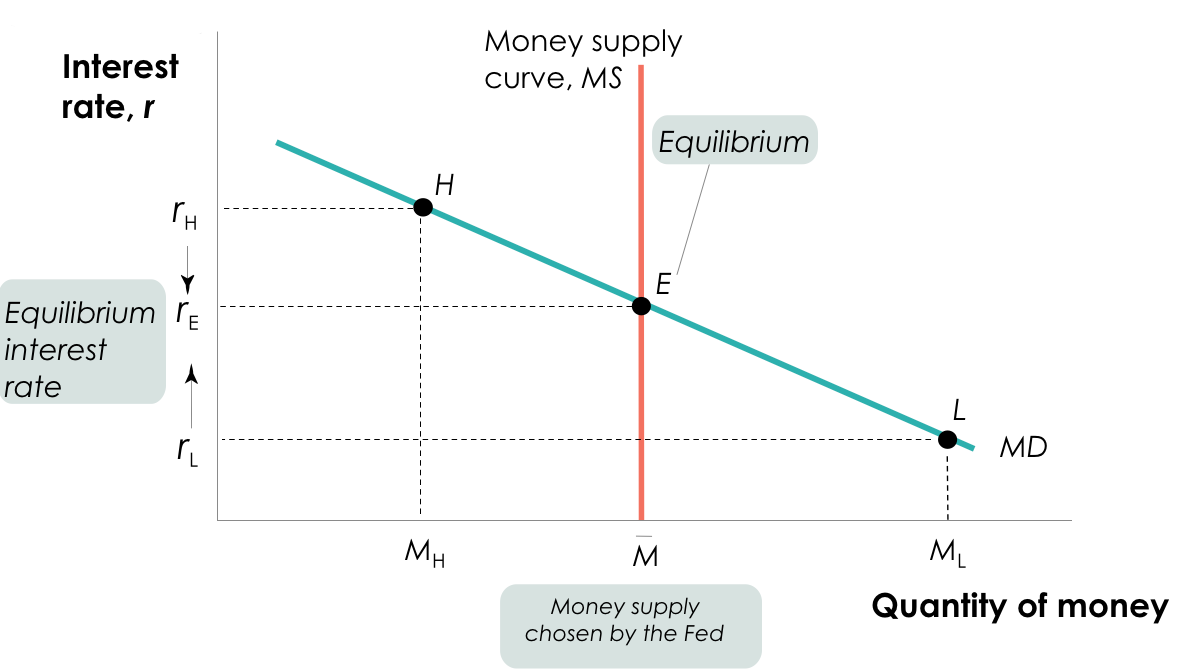 Money supply
curve, MS
Interest
rate, r
Equilibrium
H
r_H
E
Equilibrium
interest
rate
r_E
L
r_L
MD
M_H
M̅
M_L
Money supply
chosen by the Fed
Quantity of money